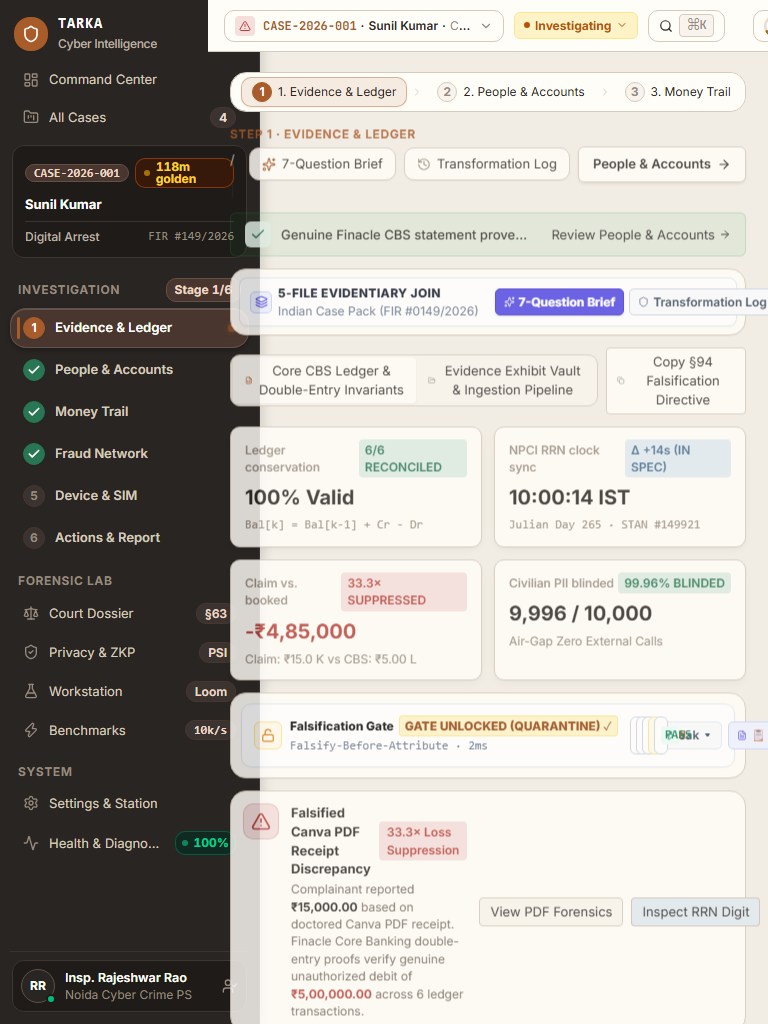 TARKA
Cyber Intelligence
Command Center
All Cases 4
CASE-2026-001 118m golden
Sunil Kumar
Digital Arrest FIR #149/2026
INVESTIGATION Stage 1/6
1 Evidence & Ledger
People & Accounts
Money Trail
Fraud Network
5 Device & SIM
6 Actions & Report
FORENSIC LAB
Court Dossier §63
Privacy & ZKP PSI
Workstation Loom
Benchmarks 10k/s
SYSTEM
Settings & Station
Health & Diagno... 100%
RR Insp. Rajeshwar Rao
Noida Cyber Crime PS
CASE-2026-001 · Sunil Kumar · C... Investigating ⌘K
1 1. Evidence & Ledger 2 2. People & Accounts 3 3. Money Trail
STEP 1 · EVIDENCE & LEDGER
/ 7-Question Brief Transformation Log People & Accounts →
Genuine Finacle CBS statement prove... Review People & Accounts →
5-FILE EVIDENTIARY JOIN
Indian Case Pack (FIR #0149/2026)
7-Question Brief Transformation Log
Core CBS Ledger &
Double-Entry Invariants
Evidence Exhibit Vault
& Ingestion Pipeline
Copy §94
Falsification
Directive
Ledger
conservation
6/6
RECONCILED
100% Valid
Bal[k] = Bal[k-1] + Cr - Dr
NPCI RRN clock
sync
Δ +14s (IN
SPEC)
10:00:14 IST
Julian Day 265 · STAN #149921
Claim vs.
booked
33.3×
SUPPRESSED
-₹4,85,000
Claim: ₹15.0 K vs CBS: ₹5.00 L
Civilian PII blinded 99.96% BLINDED
9,996 / 10,000
Air-Gap Zero External Calls
Falsification Gate GATE UNLOCKED (QUARANTINE) ✓
Falsify-Before-Attribute · 2ms
PASS
Falsified
Canva PDF
Receipt
Discrepancy
33.3× Loss
Suppression
Complainant reported
₹15,000.00 based on
doctored Canva PDF receipt.
Finacle Core Banking double-
entry proofs verify genuine
unauthorized debit of
₹5,00,000.00 across 6 ledger
transactions.
View PDF Forensics Inspect RRN Digit